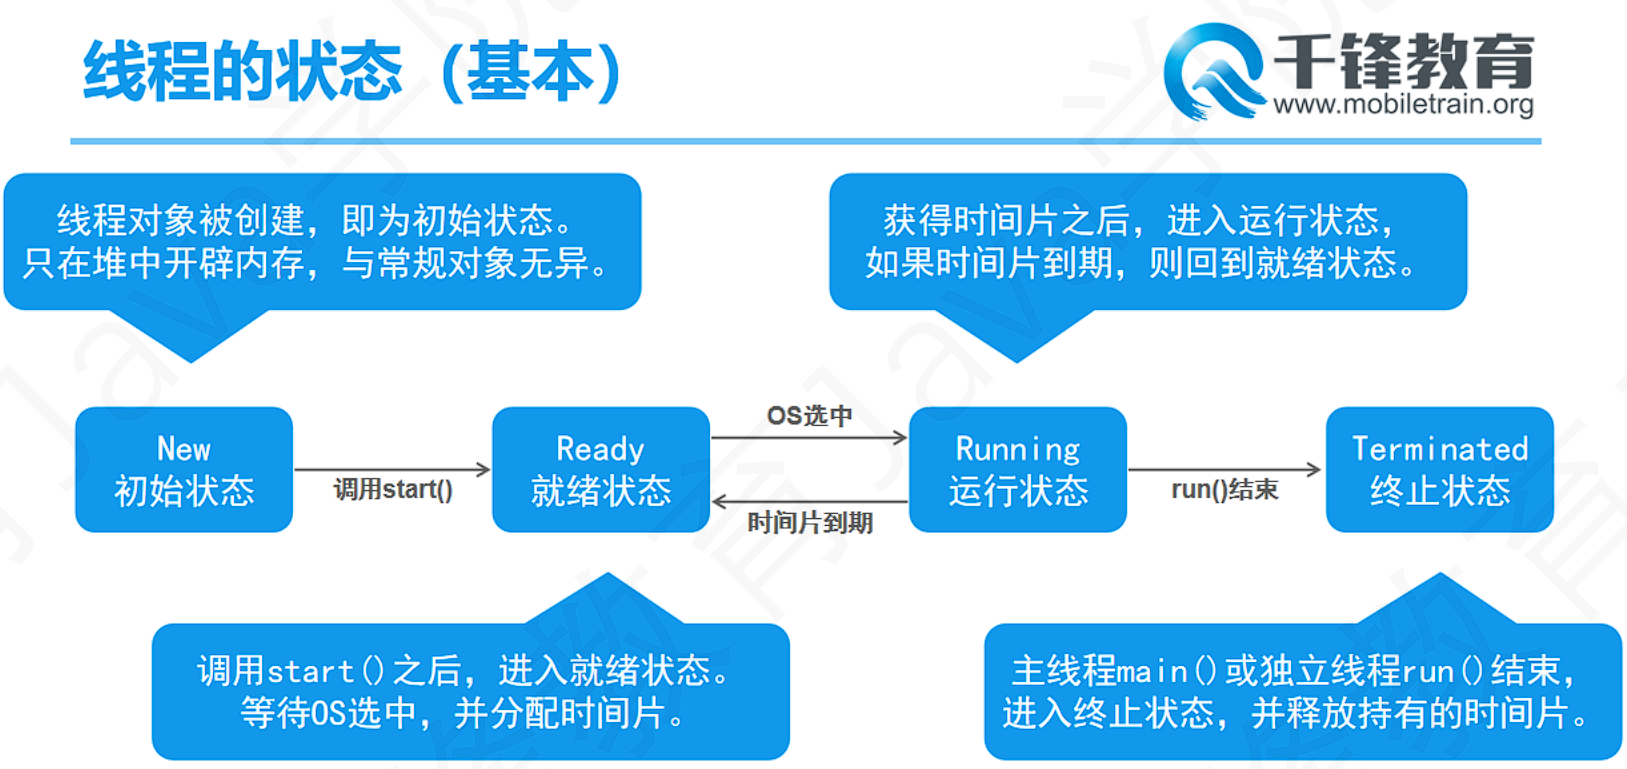 线程的状态（基本）
千锋教育
www.mobiletrain.org
线程对象被创建，即为初始状态。
只在堆中开辟内存，与常规对象无异。
获得时间片之后，进入运行状态，
如果时间片到期，则回到就绪状态。
New
初始状态
调用start()
Ready
就绪状态
OS选中
时间片到期
Running
运行状态
run()结束
Terminated
终止状态
调用start()之后，进入就绪状态。
等待OS选中，并分配时间片。
主线程main()或独立线程run()结束，
进入终止状态，并释放持有的时间片。